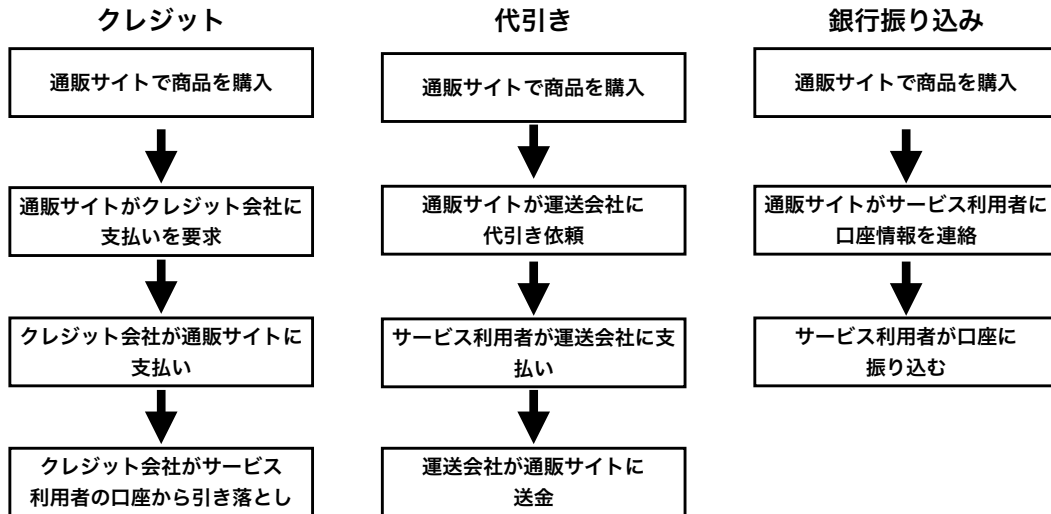 クレジット
通販サイトで商品を購入
通販サイトがクレジット会社に
支払いを要求
クレジット会社が通販サイトに
支払い
クレジット会社がサービス
利用者の口座から引き落とし
代引き
通販サイトで商品を購入
通販サイトが運送会社に
代引き依頼
サービス利用者が運送会社に支
払い
運送会社が通販サイトに
送金
銀行振り込み
通販サイトで商品を購入
通販サイトがサービス利用者に
口座情報を連絡
サービス利用者が口座に
振り込む